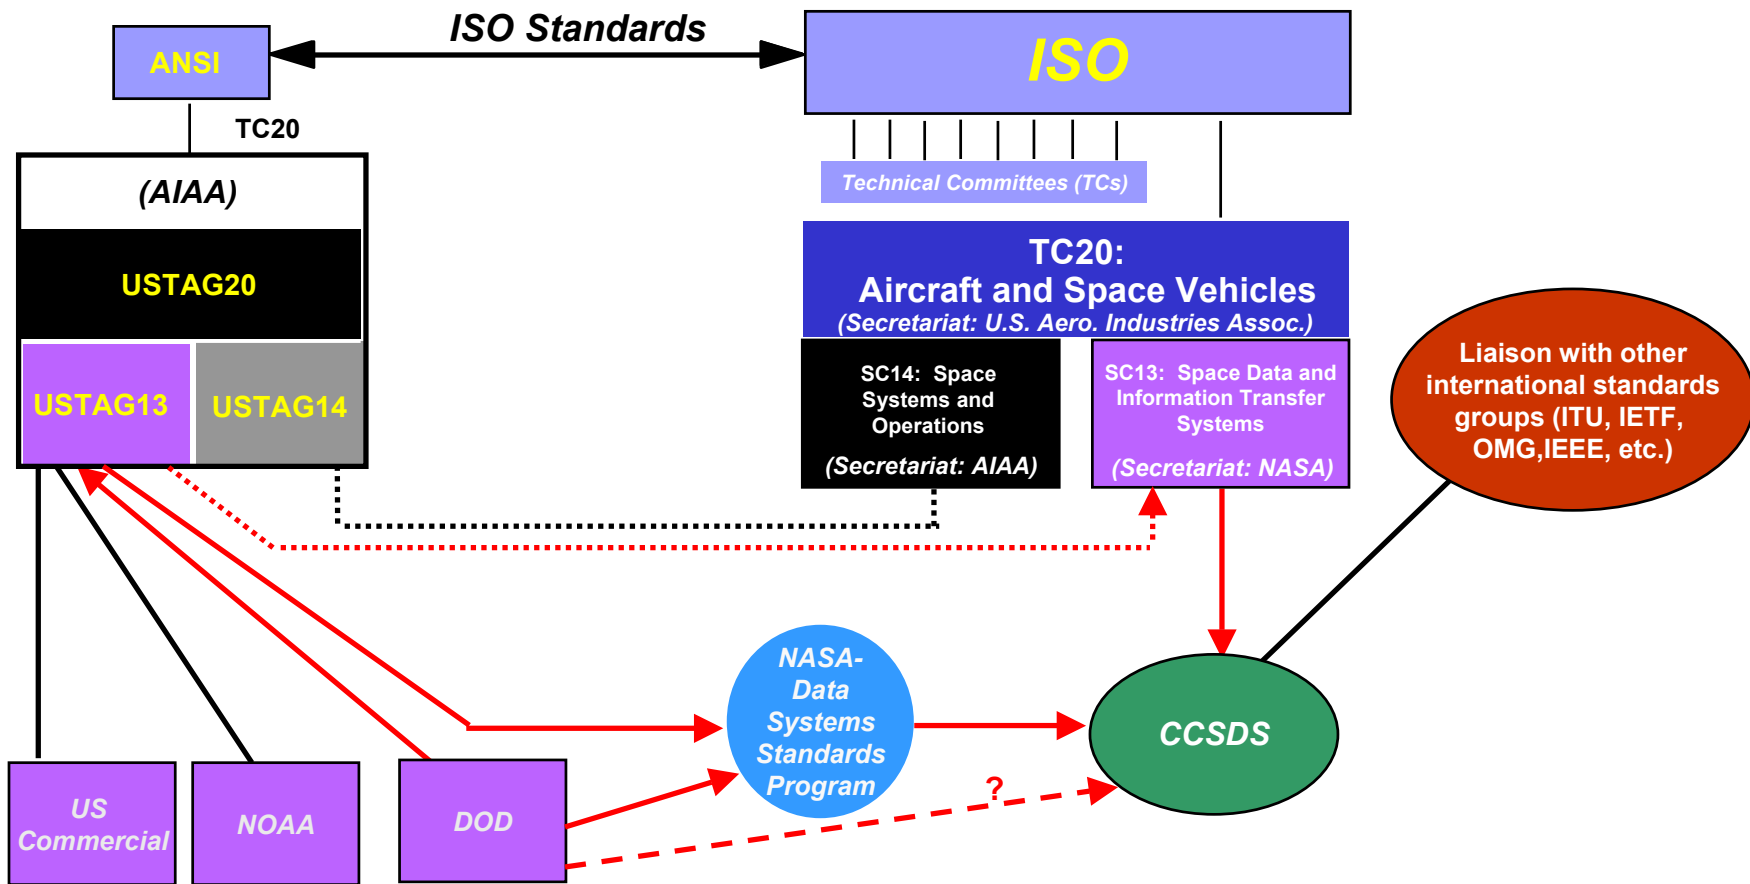 ISO Standards
ANSI
ISO
TC20
Technical Committees (TCs)
(AIAA)
USTAG20
USTAG13
USTAG14
TC20:
Aircraft and Space Vehicles
(Secretariat: U.S. Aero. Industries Assoc.)
SC14:  Space
Systems and
Operations
(Secretariat: AIAA)
SC13:  Space Data and
Information Transfer
Systems
(Secretariat: NASA)
Liaison with other
international standards
groups (ITU, IETF,
OMG,IEEE, etc.)
NASA-
Data
Systems
Standards
Program
CCSDS
?
US
Commercial
NOAA
DOD